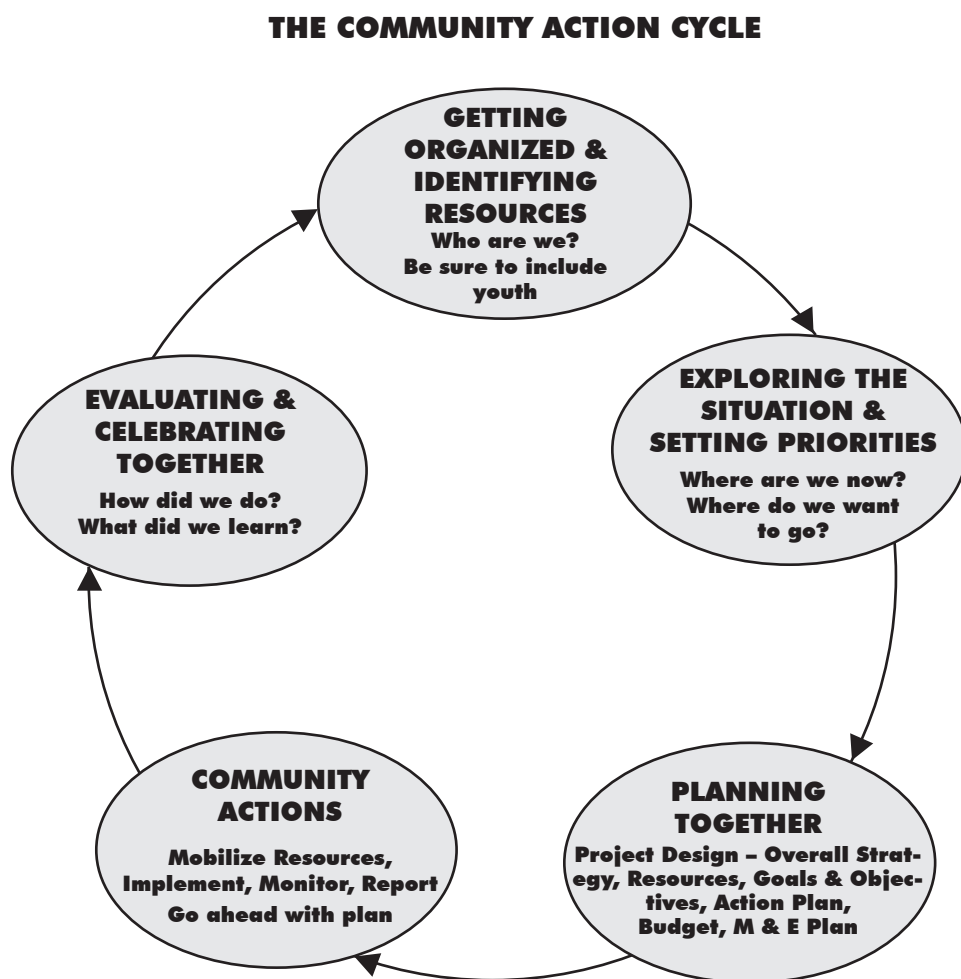 THE COMMUNITY ACTION CYCLE
GETTING
ORGANIZED &
IDENTIFYING
RESOURCES
Who are we?
Be sure to include
youth
EXPLORING THE
SITUATION &
SETTING PRIORITIES
Where are we now?
Where do we want
to go?
PLANNING
TOGETHER
Project Design – Overall Strat-
egy, Resources, Goals & Objec-
tives, Action Plan,
Budget, M & E Plan
COMMUNITY
ACTIONS
Mobilize Resources,
Implement, Monitor, Report
Go ahead with plan
EVALUATING &
CELEBRATING
TOGETHER
How did we do?
What did we learn?